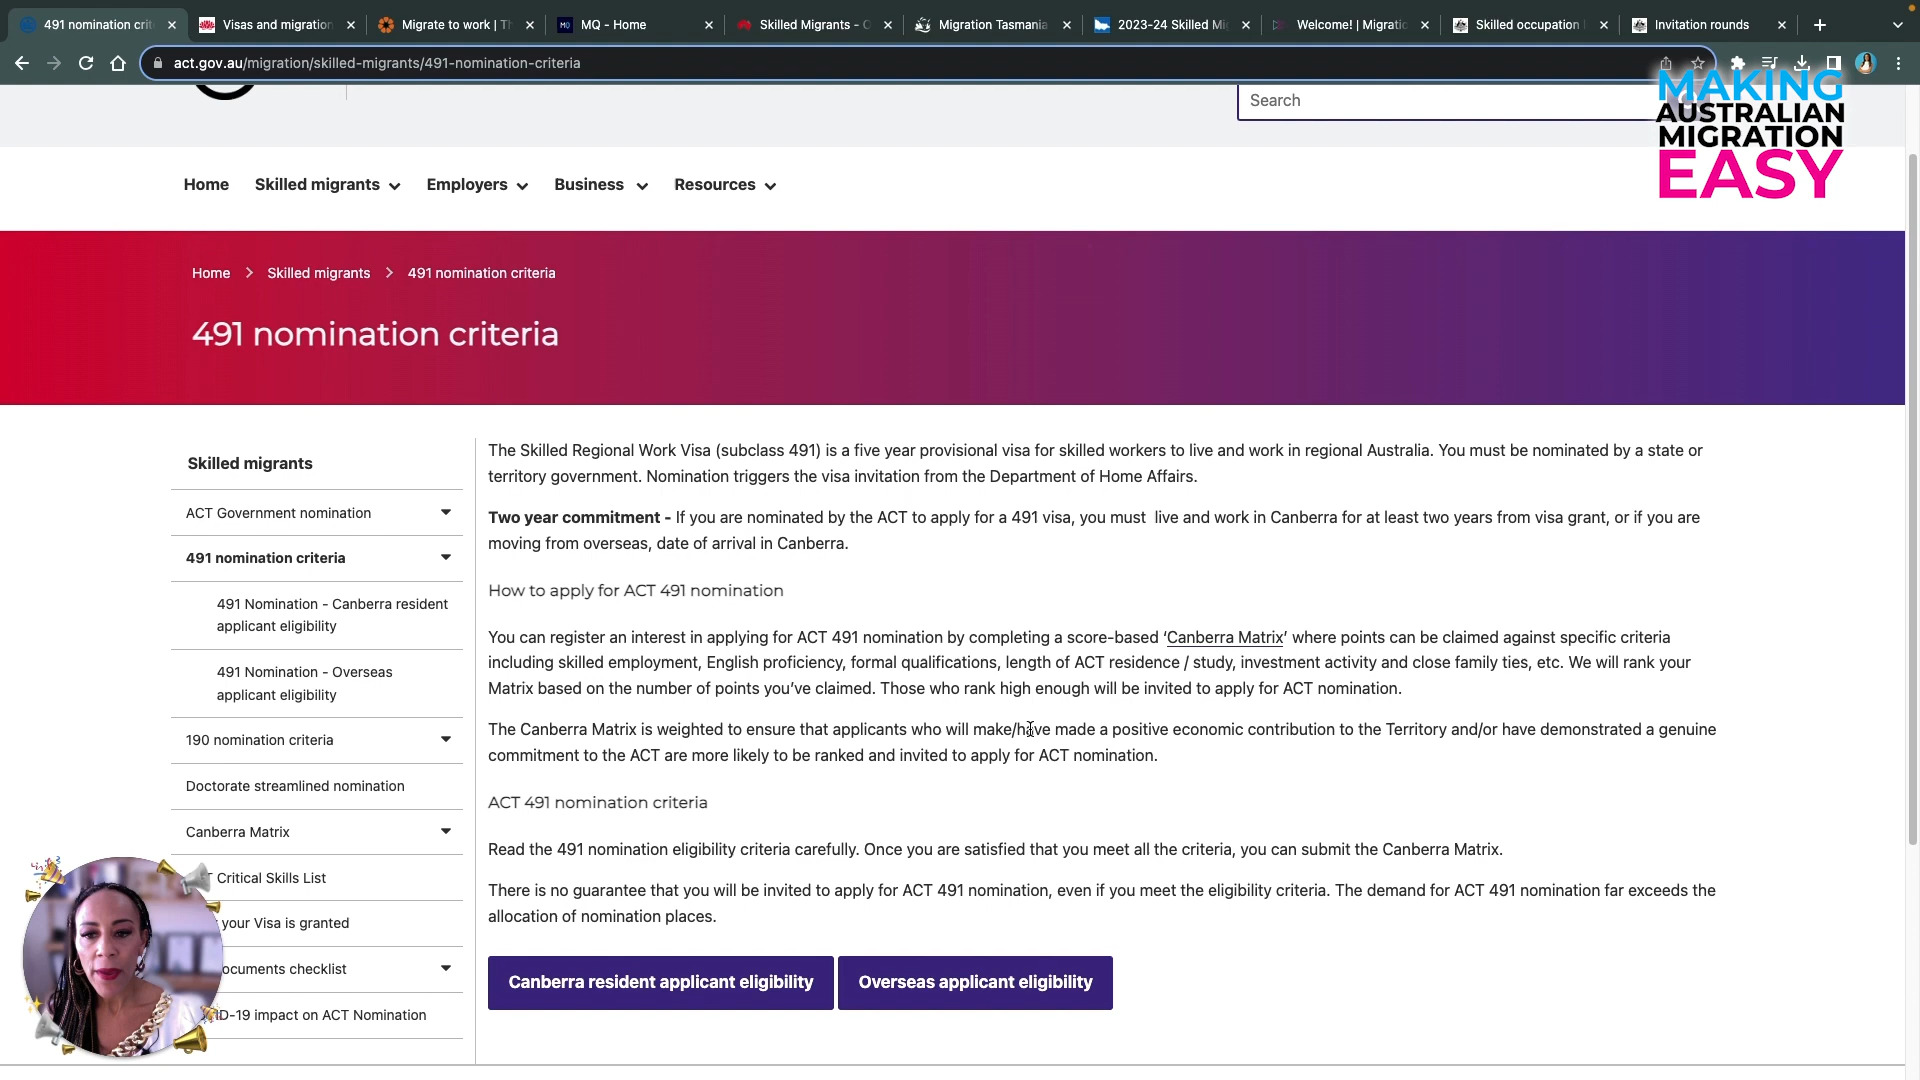 491 nomination crit
Visas and migration
Migrate to work | Th
MQ - Home
Skilled Migrants - C
Migration Tasmania
2023-24 Skilled Mi
Welcome! | Migratio
Skilled occupation l
Invitation rounds
act.gov.au/migration/skilled-migrants/491-nomination-criteria
Search
MAKING
AUSTRALIAN
MIGRATION
EASY
Home
Skilled migrants
Employers
Business
Resources
Home > Skilled migrants > 491 nomination criteria
491 nomination criteria
Skilled migrants
ACT Government nomination
491 nomination criteria
491 Nomination - Canberra resident
applicant eligibility
491 Nomination - Overseas
applicant eligibility
190 nomination criteria
Doctorate streamlined nomination
Canberra Matrix
Critical Skills List
your Visa is granted
ocuments checklist
D-19 impact on ACT Nomination
The Skilled Regional Work Visa (subclass 491) is a five year provisional visa for skilled workers to live and work in regional Australia. You must be nominated by a state or
territory government. Nomination triggers the visa invitation from the Department of Home Affairs.
Two year commitment - If you are nominated by the ACT to apply for a 491 visa, you must live and work in Canberra for at least two years from visa grant, or if you are
moving from overseas, date of arrival in Canberra.
How to apply for ACT 491 nomination
You can register an interest in applying for ACT 491 nomination by completing a score-based ‘Canberra Matrix’ where points can be claimed against specific criteria
including skilled employment, English proficiency, formal qualifications, length of ACT residence / study, investment activity and close family ties, etc. We will rank your
Matrix based on the number of points you’ve claimed. Those who rank high enough will be invited to apply for ACT nomination.
The Canberra Matrix is weighted to ensure that applicants who will make/have made a positive economic contribution to the Territory and/or have demonstrated a genuine
commitment to the ACT are more likely to be ranked and invited to apply for ACT nomination.
ACT 491 nomination criteria
Read the 491 nomination eligibility criteria carefully. Once you are satisfied that you meet all the criteria, you can submit the Canberra Matrix.
There is no guarantee that you will be invited to apply for ACT 491 nomination, even if you meet the eligibility criteria. The demand for ACT 491 nomination far exceeds the
allocation of nomination places.
Canberra resident applicant eligibility
Overseas applicant eligibility